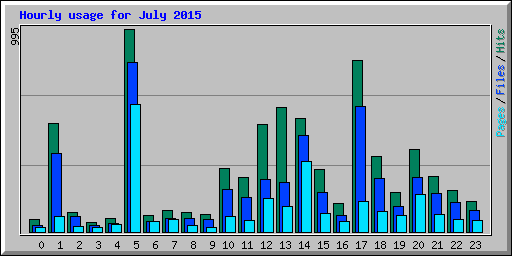 Hourly usage for July 2015
995
Pages / Files / Hits
0 1 2 3 4 5 6 7 8 9 10 11 12 13 14 15 16 17 18 19 20 21 22 23